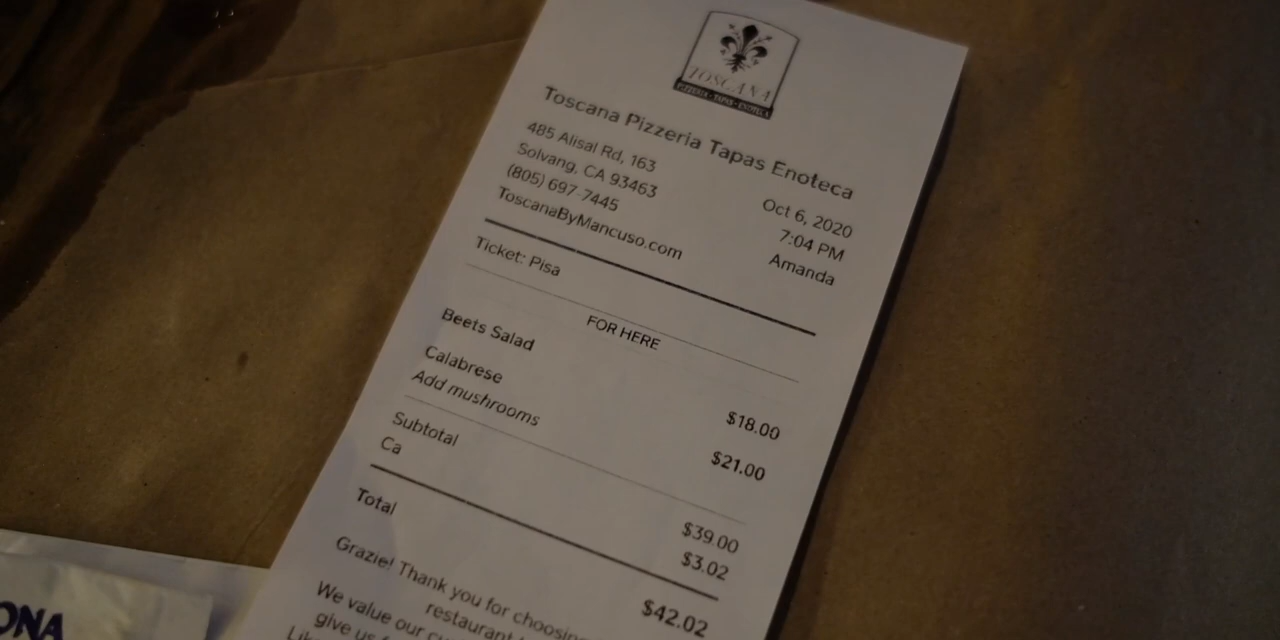 TOSCANA
PIZZERIA - TAPAS - ENOTECA
Toscana Pizzeria Tapas Enoteca
485 Alisal Rd, 163
Solvang, CA 93463
(805) 697-7445
ToscanaByMancuso.com
Oct 6, 2020
7:04 PM
Amanda
Ticket: Pisa
FOR HERE
Beets Salad $18.00
Calabrese $21.00
Add mushrooms
Subtotal $39.00
Ca $3.02
Total $42.02
Grazie! Thank you for choosing
restaurant
We value our
give us
ONA